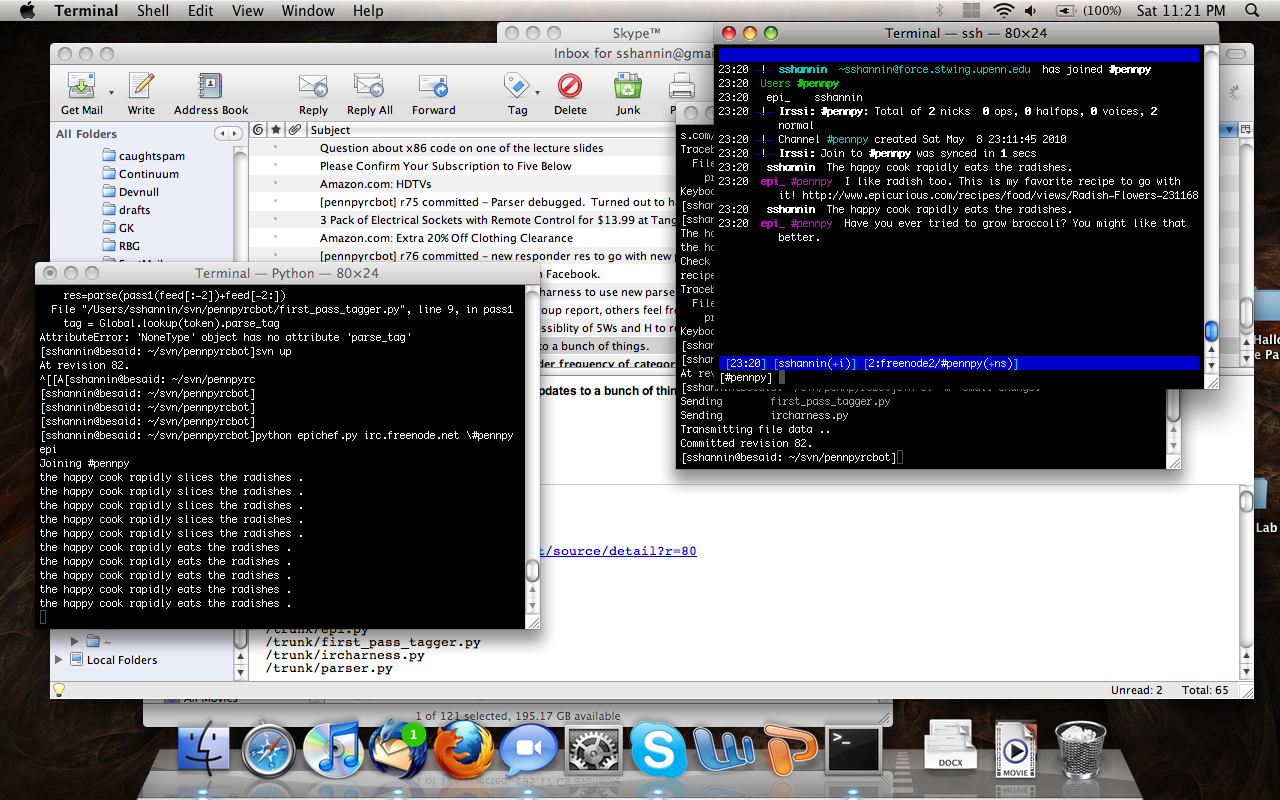 Terminal Shell Edit View Window Help
(100%) Sat 11:21 PM
Skype™
Inbox for sshannin@gmai
Get Mail Write Address Book Reply Reply All Forward Tag Delete Junk
All Folders
Subject
caughtspam
Continuum
Devnull
drafts
GK
RBG
Question about x86 code on one of the lecture slides
Please Confirm Your Subscription to Five Below
Amazon.com: HDTVs
[pennpyrcbot] r75 committed - Parser debugged. Turned out to h
3 Pack of Electrical Sockets with Remote Control for $13.99 at Tang
Amazon.com: Extra 20% Off Clothing Clearance
[pennpyrcbot] r76 committed - new responder res to go with new p
n Facebook.
harness to use new parse
roup report, others feel fr
ssiblity of 5Ws and H to r
to a bunch of things.
der frequency of categor
updates to a bunch of thin
t/source/detail?r=80
/trunk/epi.py
/trunk/first_pass_tagger.py
/trunk/ircharness.py
/trunk/parser.py
~
Local Folders
Unread: 2 Total: 65
Terminal — ssh — 80×24
23:20 -!- sshannin ~sshannin@force.stwing.upenn.edu has joined #pennpy
23:20 Users #pennpy
23:20 epi_ sshannin
23:20 -!- Irssi: #pennpy: Total of 2 nicks 0 ops, 0 halfops, 0 voices, 2
normal
23:20 -!- Channel #pennpy created Sat May 8 23:11:45 2010
23:20 -!- Irssi: Join to #pennpy was synced in 1 secs
23:20 sshannin The happy cook rapidly eats the radishes.
23:20 epi_ #pennpy I like radish too. This is my favorite recipe to go with
it! http://www.epicurious.com/recipes/food/views/Radish-Flowers-231168
23:20 sshannin The happy cook rapidly eats the radishes.
23:20 epi_ #pennpy Have you ever tried to grow broccoli? You might like that
better.
[23:20] [sshannin(+i)] [2:freenode2/#pennpy(+ns)]
[#pennpy]
s.com/
Traceb
File
pr
Keyboa
[sshan
[sshan
The ho
the ha
Check
recipe
Traceb
File
pr
Keyboa
[sshan
[sshan
At rev
Sending first_pass_tagger.py
Sending ircharness.py
Transmitting file data ..
Committed revision 82.
[sshannin@besaid: ~/svn/pennpyrcbot]
Terminal — Python — 80×24
res=parse(pass1(feed[:-2])+feed[-2:])
File "/Users/sshannin/svn/pennpyrcbot/first_pass_tagger.py", line 9, in pass1
tag = Global.lookup(token).parse_tag
AttributeError: 'NoneType' object has no attribute 'parse_tag'
[sshannin@besaid: ~/svn/pennpyrcbot]svn up
At revision 82.
^[[A[sshannin@besaid: ~/svn/pennpyrc
[sshannin@besaid: ~/svn/pennpyrcbot]
[sshannin@besaid: ~/svn/pennpyrcbot]
[sshannin@besaid: ~/svn/pennpyrcbot]
[sshannin@besaid: ~/svn/pennpyrcbot]python epichef.py irc.freenode.net \#pennpy
epi
Joining #pennpy
the happy cook rapidly slices the radishes .
the happy cook rapidly slices the radishes .
the happy cook rapidly slices the radishes .
the happy cook rapidly slices the radishes .
the happy cook rapidly slices the radishes .
the happy cook rapidly eats the radishes .
the happy cook rapidly eats the radishes .
the happy cook rapidly eats the radishes .
the happy cook rapidly eats the radishes .
the happy cook rapidly eats the radishes .
Hallo
e Pa
Lab
All Movies
1 of 121 selected, 195.17 GB available
1
DOCX
MOVIE